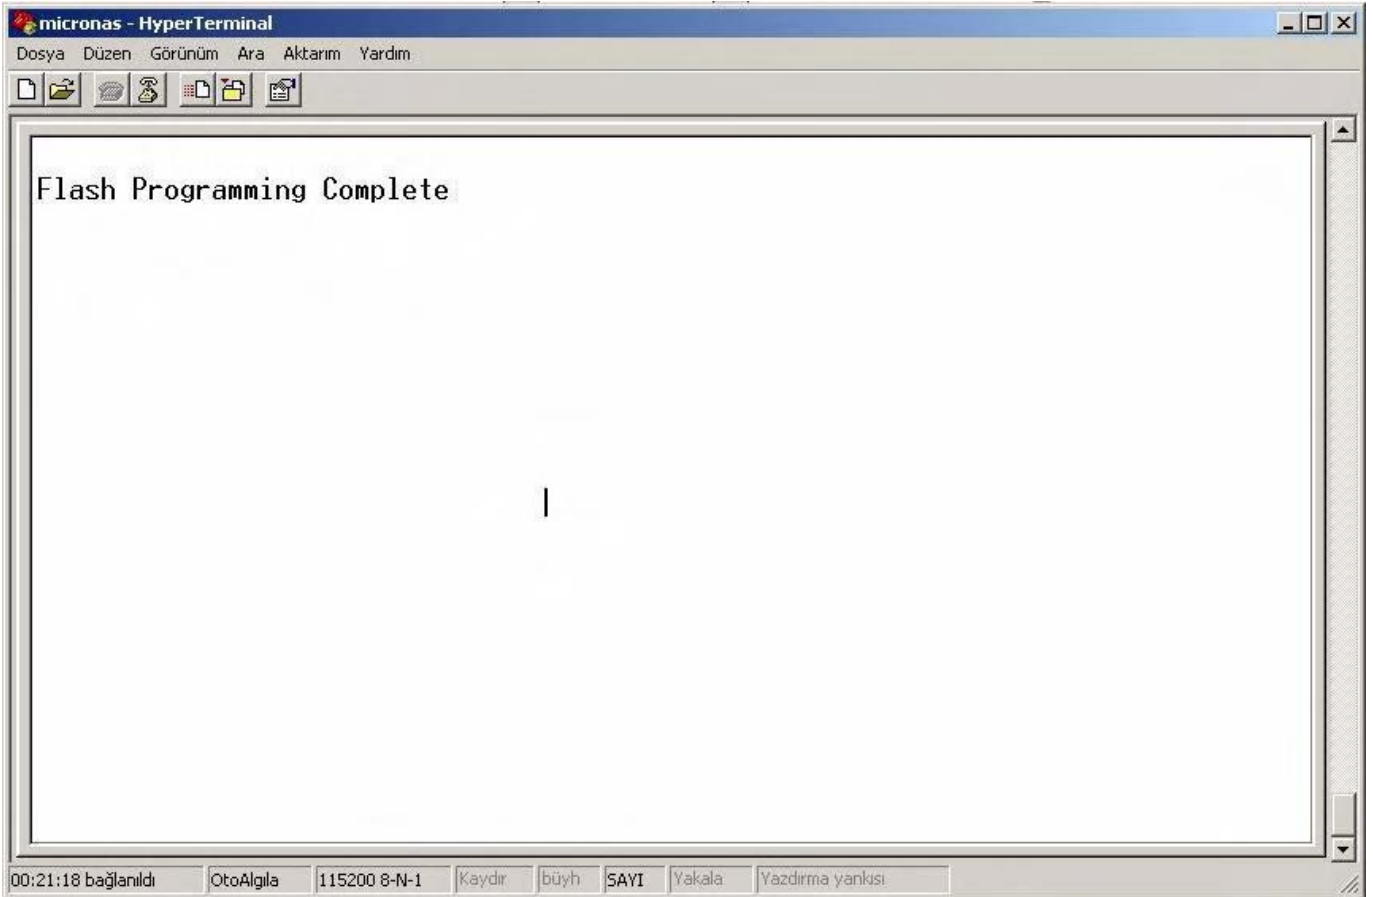 micronas - HyperTerminal
Dosya Düzen Görünüm Ara Aktarım Yardım
Flash Programming Complete
00:21:18 bağlanıldı OtoAlgıla 115200 8-N-1 Kaydır büyh SAYI Yakala Yazdırma yankısı